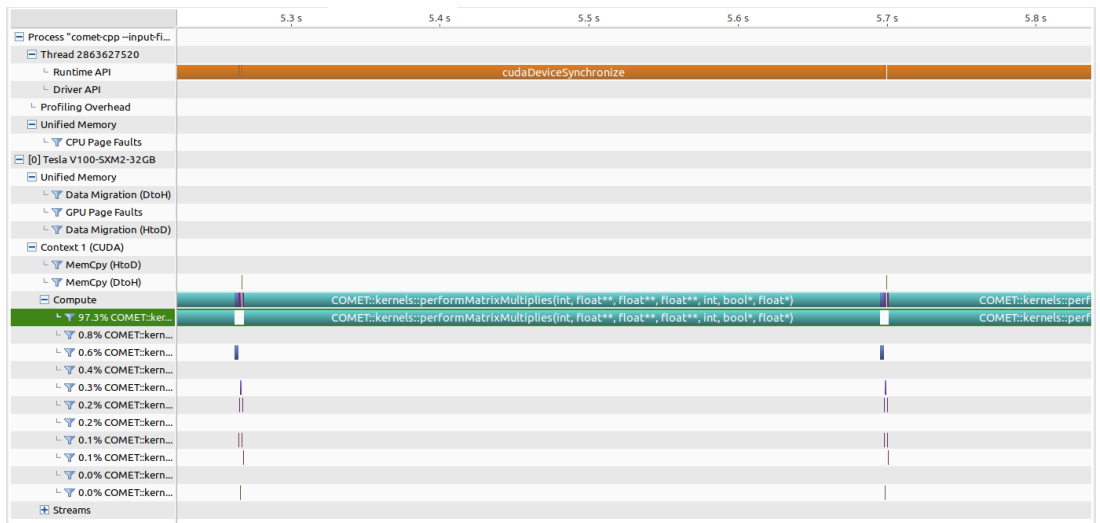 5.3 s 5.4 s 5.5 s 5.6 s 5.7 s 5.8 s
Process "comet-cpp --input-fi...
Thread 2863627520
Runtime API cudaDeviceSynchronize
Driver API
Profiling Overhead
Unified Memory
CPU Page Faults
[0] Tesla V100-SXM2-32GB
Unified Memory
Data Migration (DtoH)
GPU Page Faults
Data Migration (HtoD)
Context 1 (CUDA)
MemCpy (HtoD)
MemCpy (DtoH)
Compute COMET::kernels::performMatrixMultiplies(int, float**, float**, float**, int, bool*, float*) COMET::kernels::perf
97.3% COMET::ker... COMET::kernels::performMatrixMultiplies(int, float**, float**, float**, int, bool*, float*) COMET::kernels::perf
0.8% COMET::kern...
0.6% COMET::kern...
0.4% COMET::kern...
0.3% COMET::kern...
0.2% COMET::kern...
0.2% COMET::kern...
0.1% COMET::kern...
0.1% COMET::kern...
0.0% COMET::kern...
0.0% COMET::kern...
Streams